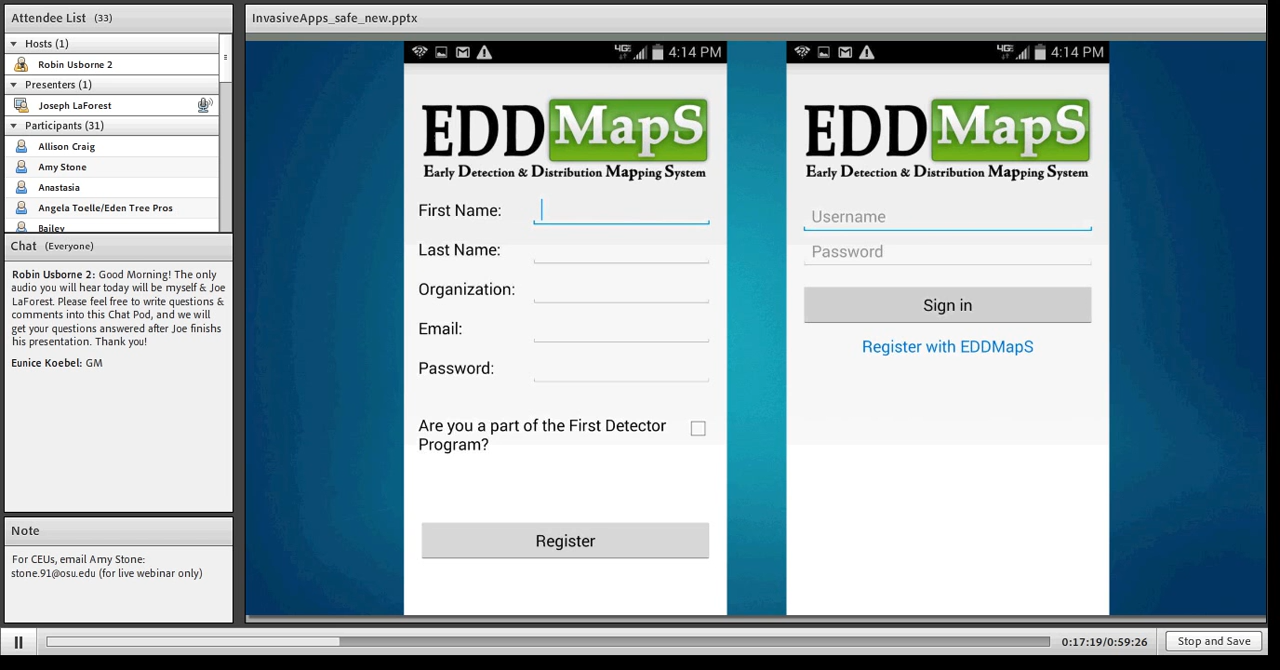 Attendee List (33)
Hosts (1)
Robin Usborne 2
Presenters (1)
Joseph LaForest
Participants (31)
Allison Craig
Amy Stone
Anastasia
Angela Toelle/Eden Tree Pros
Bailey
Chat (Everyone)
Robin Usborne 2: Good Morning! The only
audio you will hear today will be myself & Joe
LaForest. Please feel free to write questions &
comments into this Chat Pod, and we will
get your questions answered after Joe finishs
his presentation. Thank you!
Eunice Koebel: GM
Note
For CEUs, email Amy Stone:
stone.91@osu.edu (for live webinar only)
InvasiveApps_safe_new.pptx
4G 4:14 PM
EDDMapS
Early Detection & Distribution Mapping System
First Name:
Last Name:
Organization:
Email:
Password:
Are you a part of the First Detector
Program?
Register
4G 4:14 PM
EDDMapS
Early Detection & Distribution Mapping System
Username
Password
Sign in
Register with EDDMapS
0:17:19/0:59:26
Stop and Save